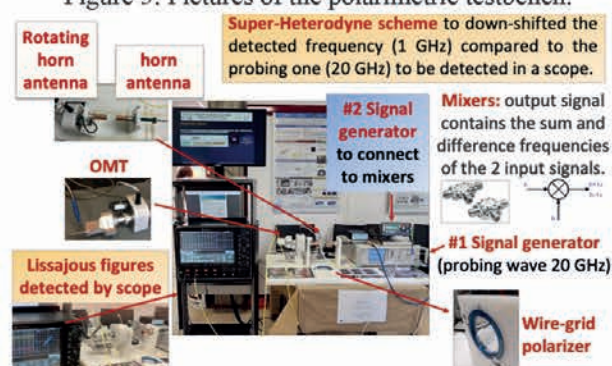 Figure 5. Pictures of the polarimetric testbench.
Rotating
horn
antenna
horn
antenna
Super-Heterodyne scheme to down-shifted the
detected frequency (1 GHz) compared to the
probing one (20 GHz) to be detected in a scope.
#2 Signal
generator
to connect
to mixers
Mixers: output signal
contains the sum and
difference frequencies
of the 2 input signals.
OMT
#1 Signal generator
(probing wave 20 GHz)
Lissajous figures
detected by scope
Wire-grid
polarizer